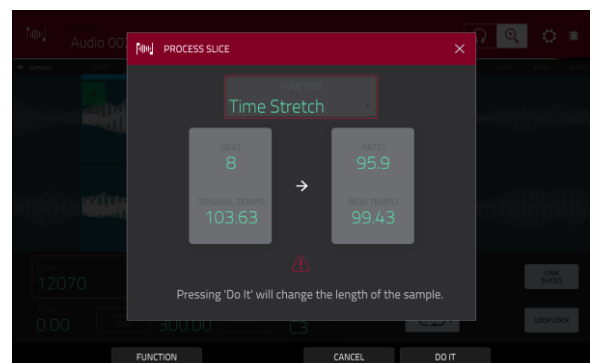 Audio 00
PROCESS SLICE
FUNCTION
Time Stretch
BEAT
8
RATIO
95.9
ORIGINAL TEMPO
103.63
NEW TEMPO
99.43
Pressing 'Do It' will change the length of the sample.
START
12070
LINK
SLICES
0.00
300.00
C3
LOOP LOCK
FUNCTION
CANCEL
DO IT